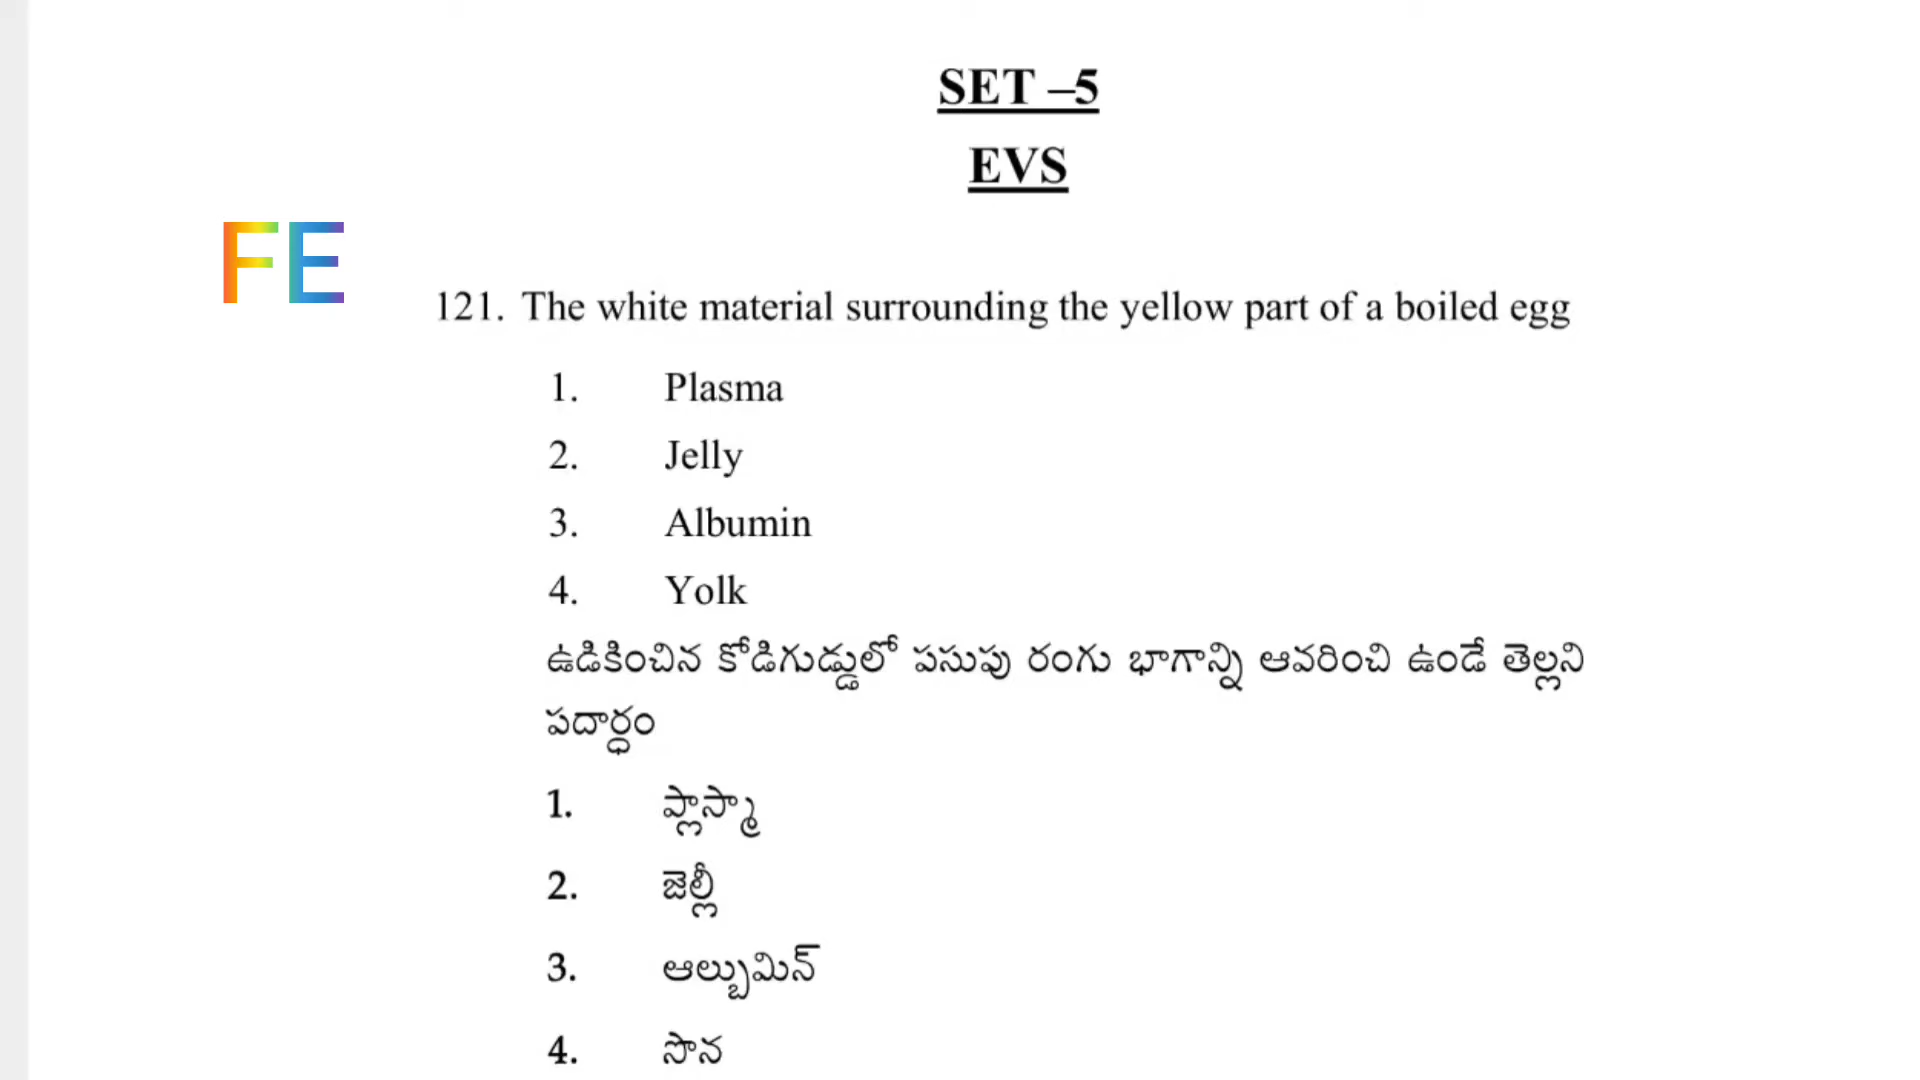 SET –5
EVS
FE
121. The white material surrounding the yellow part of a boiled egg
1. Plasma
2. Jelly
3. Albumin
4. Yolk
ఉడికించిన కోడిగుడ్డులో పసుపు రంగు భాగాన్ని ఆవరించి ఉండే తెల్లని
పదార్ధం
1. ప్లాస్మా
2. జెల్లీ
3. ఆల్బుమిన్
4. సొన